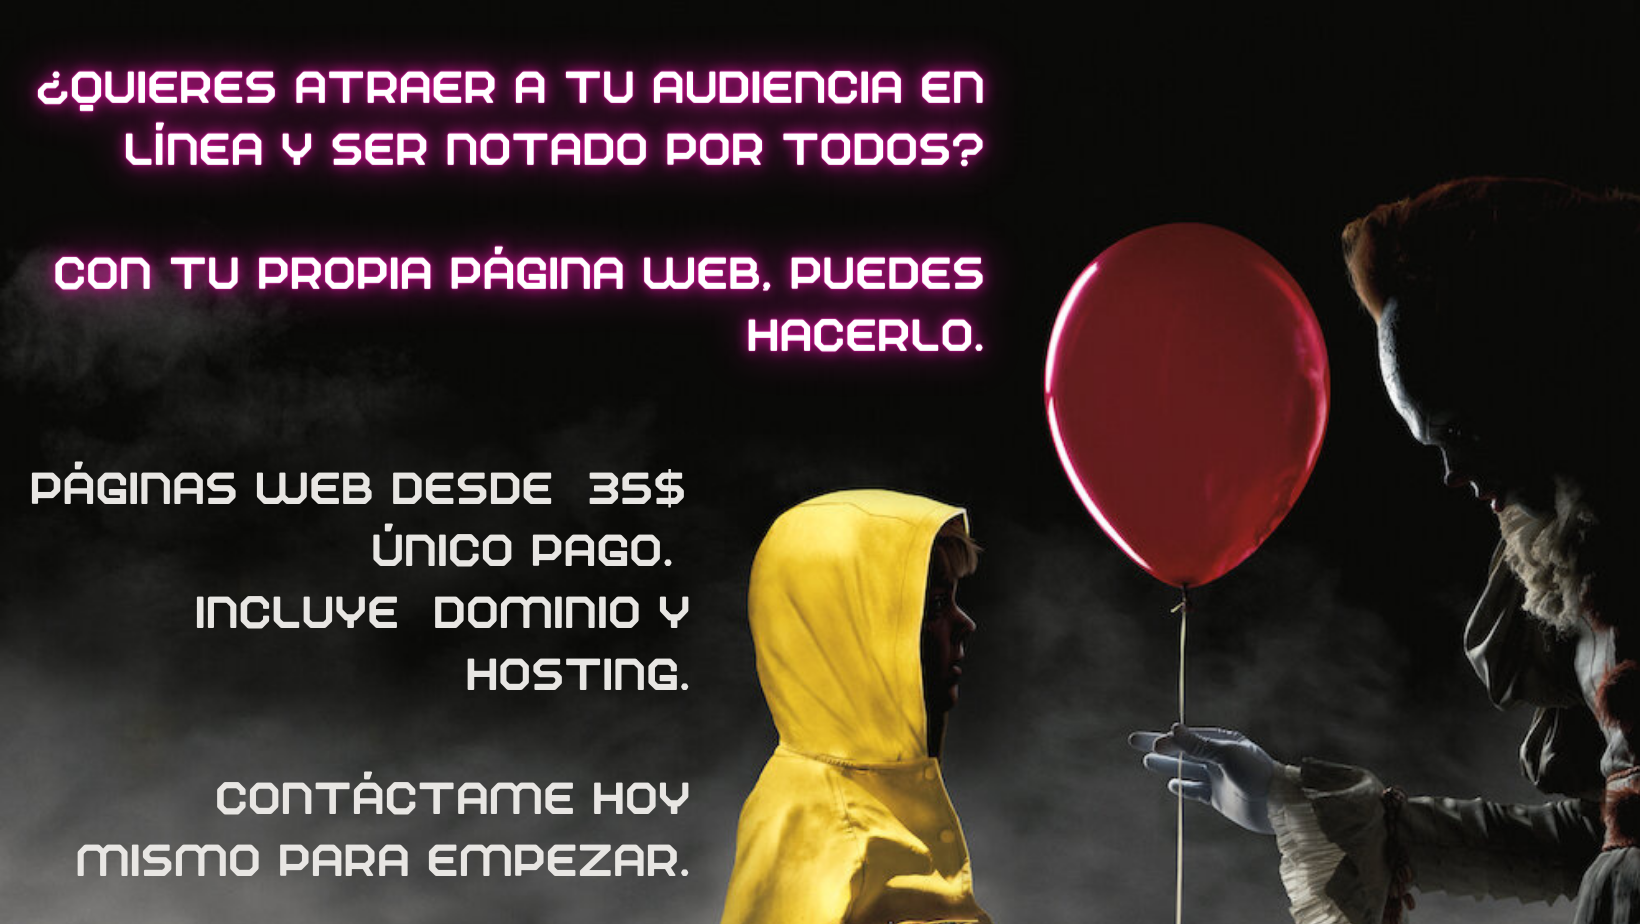 ¿QUIERES ATRAER A TU AUDIENCIA EN
LÍNEA Y SER NOTADO POR TODOS?
CON TU PROPIA PÁGINA WEB, PUEDES
HACERLO.
PÁGINAS WEB DESDE 35$
ÚNICO PAGO.
INCLUYE DOMINIO Y
HOSTING.
CONTÁCTAME HOY
MISMO PARA EMPEZAR.